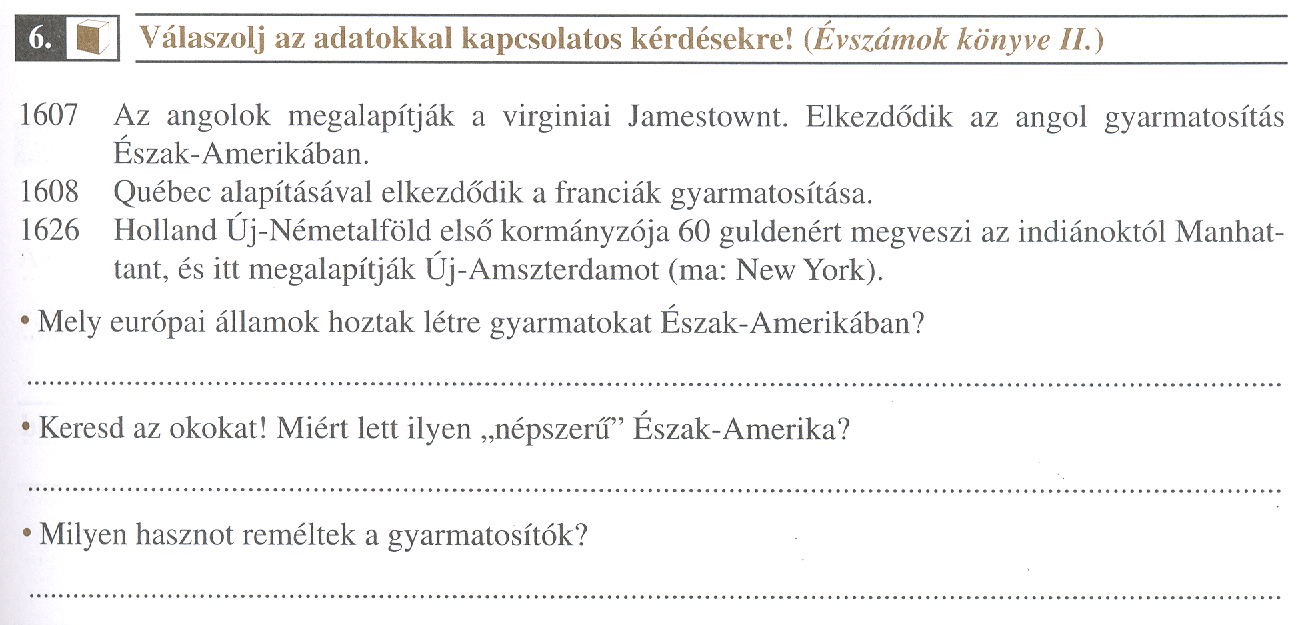 6. Válaszolj az adatokkal kapcsolatos kérdésekre! (Évszámok könyve II.)
1607 Az angolok megalapítják a virginiai Jamestownt. Elkezdődik az angol gyarmatosítás
Észak-Amerikában.
1608 Québec alapításával elkezdődik a franciák gyarmatosítása.
1626 Holland Új-Németalföld első kormányzója 60 guldenért megveszi az indiánoktól Manhat-
tant, és itt megalapítják Új-Amszterdamot (ma: New York).
• Mely európai államok hoztak létre gyarmatokat Észak-Amerikában?
• Keresd az okokat! Miért lett ilyen „népszerű” Észak-Amerika?
• Milyen hasznot reméltek a gyarmatosítók?